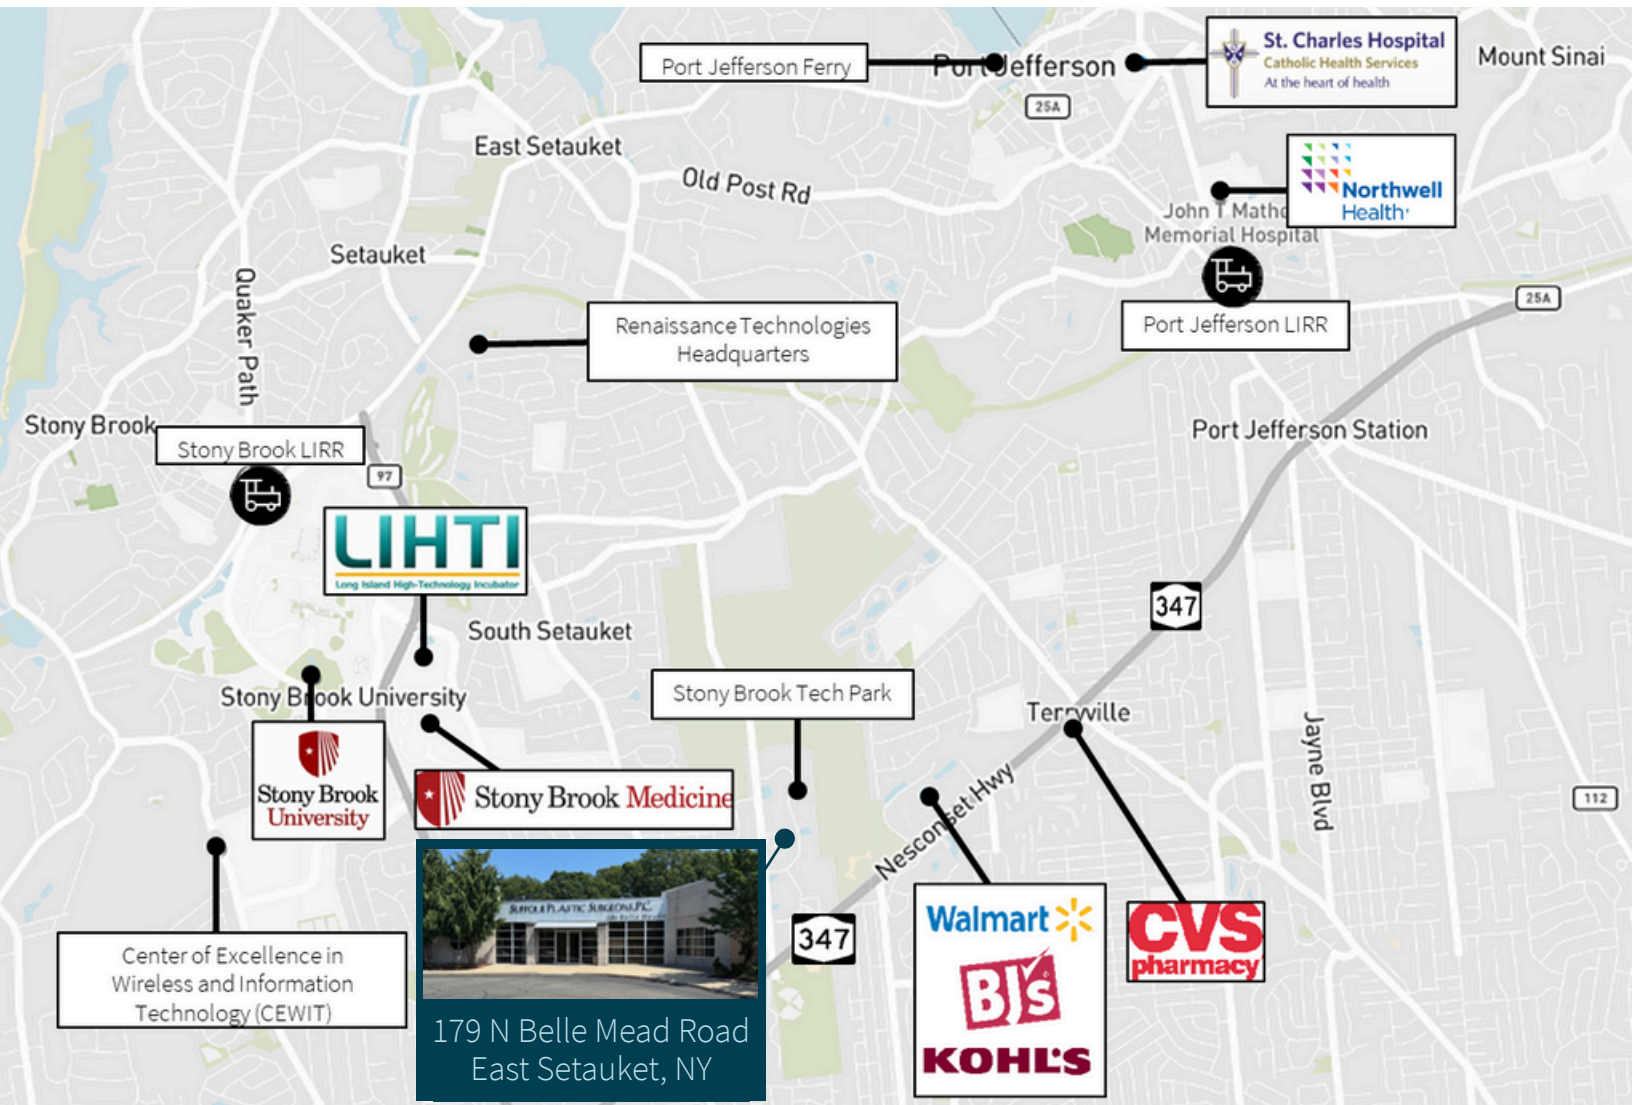 Port Jefferson Ferry
Port Jefferson
St. Charles Hospital
Catholic Health Services
At the heart of health
Mount Sinai
25A
East Setauket
Old Post Rd
Northwell
Health
John T Mathe
Memorial Hospital
Setauket
Quaker Path
Renaissance Technologies
Headquarters
Port Jefferson LIRR
25A
Stony Brook
Stony Brook LIRR
97
Port Jefferson Station
LIHTI
Long Island High-Technology Incubator
347
South Setauket
Stony Brook University
Stony Brook Tech Park
Terryville
Jayne Blvd
Stony Brook
University
Stony Brook Medicine
Nesconset Hwy
112
SUFFOLK PLASTIC SURGEONS, P.C.
179 N Belle Mead Road
East Setauket, NY
347
Walmart
BJ's
KOHL'S
CVS
pharmacy
Center of Excellence in
Wireless and Information
Technology (CEWIT)